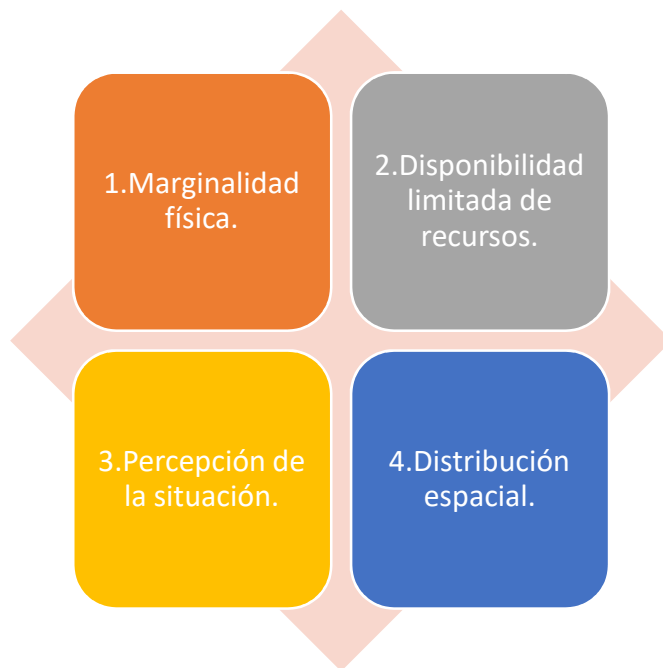 1.Marginalidad
física.
2.Disponibilidad
limitada de
recursos.
3.Percepción de
la situación.
4.Distribución
espacial.